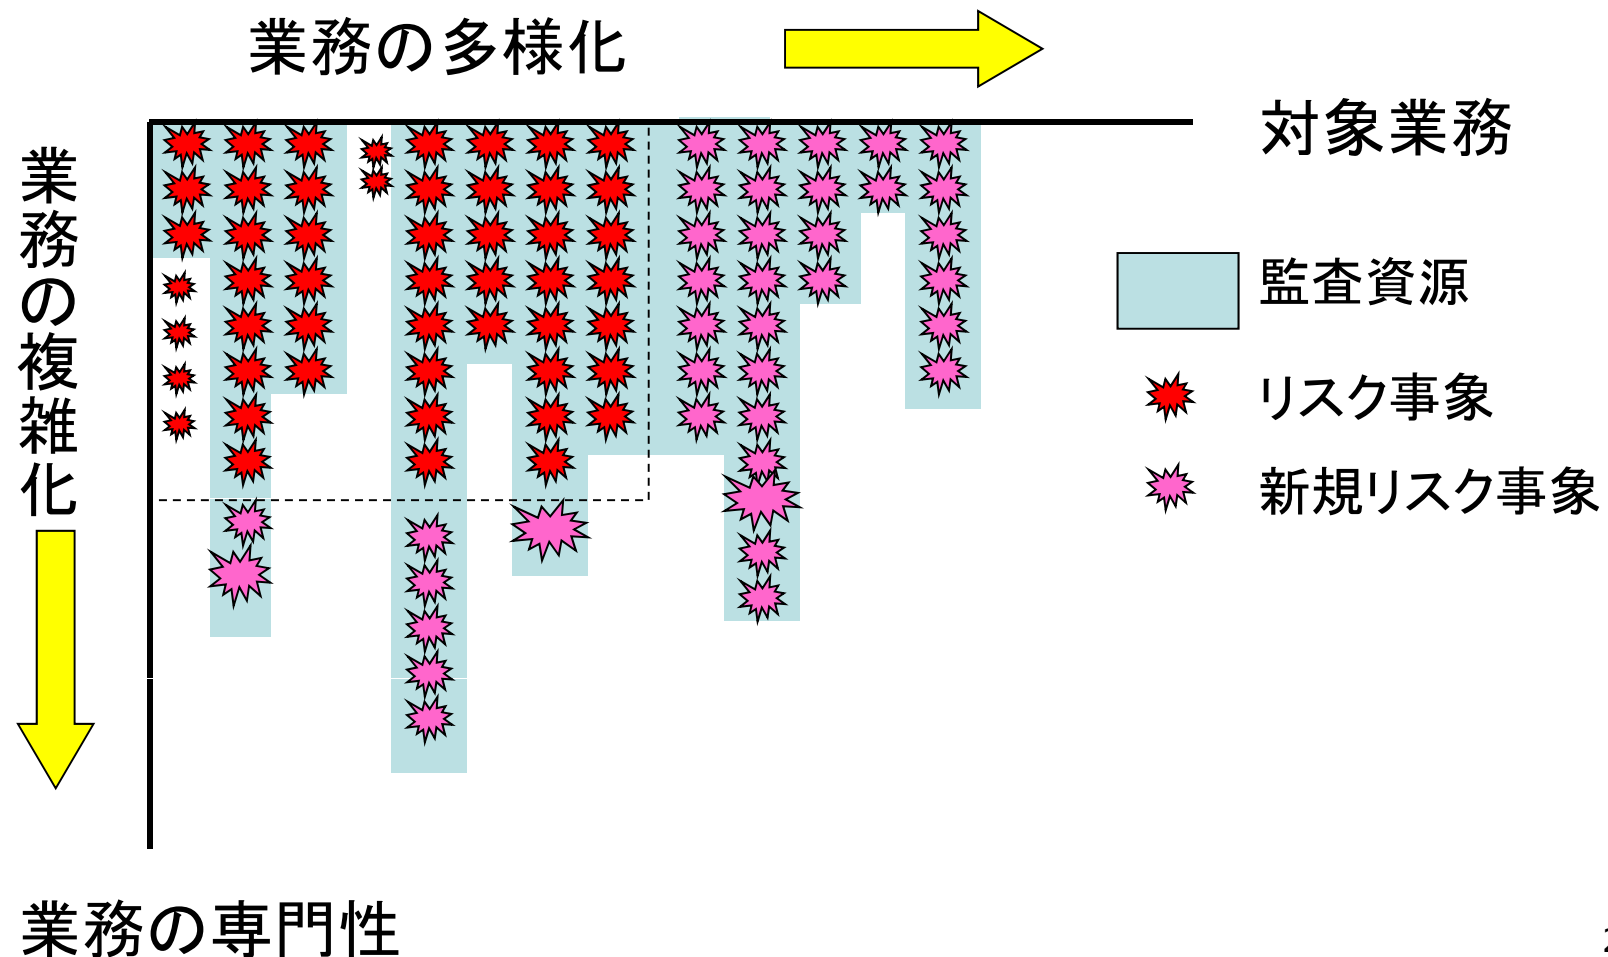 業務の多様化
対象業務
業務の複雑化
監査資源
リスク事象
新規リスク事象
業務の専門性